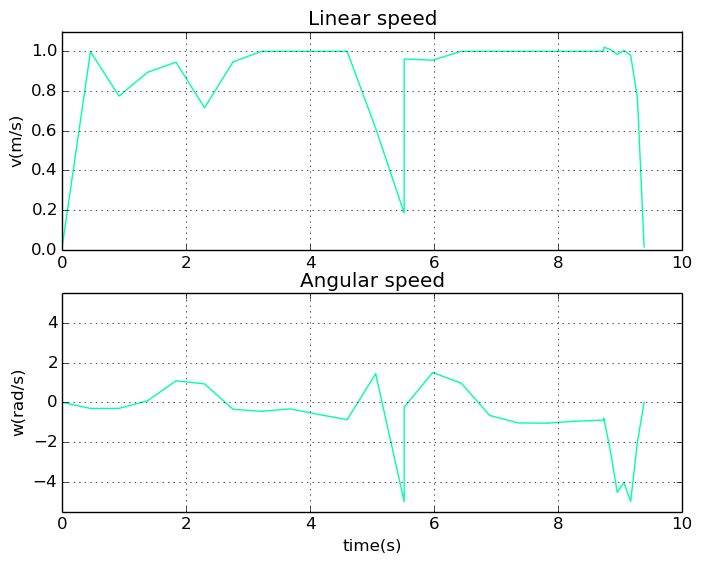 Linear speed
v(m/s)
1.0
0.8
0.6
0.4
0.2
0.0
0 2 4 6 8 10
Angular speed
w(rad/s)
4
2
0
−2
−4
0 2 4 6 8 10
time(s)